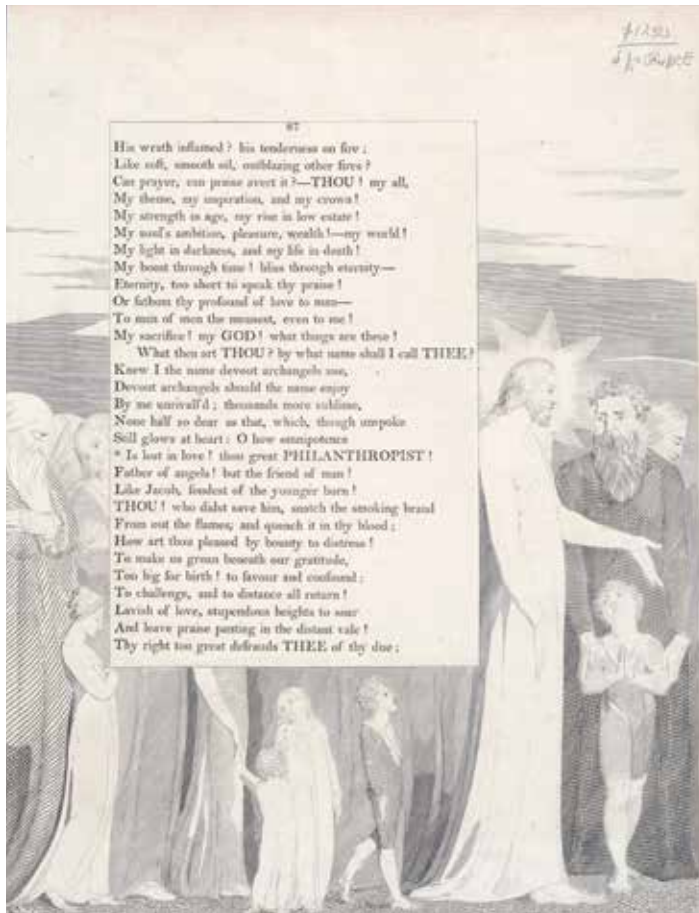 87
His wrath inflamed? his tenderness on fire;
Like soft, smooth oil, outblazing other fires?
Can prayer, can praise avert it?—THOU! my all,
My theme, my inspiration, and my crown!
My strength in age, my rise in low estate!
My soul's ambition, pleasure, wealth!—my world!
My light in darkness, and my life in death!
My boast through time! bliss through eternity—
Eternity, too short to speak thy praise!
Or fathom thy profound of love to man—
To man of men the meanest, even to me!
My sacrifice! my GOD! what things are these!
What then art THOU? by what name shall I call THEE?
Knew I the name devout archangels use,
Devout archangels should the name enjoy
By me unrivall'd; thousands more sublime,
None half so dear as that, which, though unspoke
Still glows at heart: O how omnipotence
* Is lost in love! thou great PHILANTHROPIST!
Father of angels! but the friend of man!
Like Jacob, fondest of the younger born!
THOU! who didst save him, snatch the smoking brand
From out the flames, and quench it in thy blood;
How art thou pleased by bounty to distress!
To make us groan beneath our gratitude,
Too big for birth! to favour and confound;
To challenge, and to distance all return!
Lavish of love, stupendous heights to soar
And leave praise panting in the distant vale!
Thy right too great defrauds THEE of thy due;